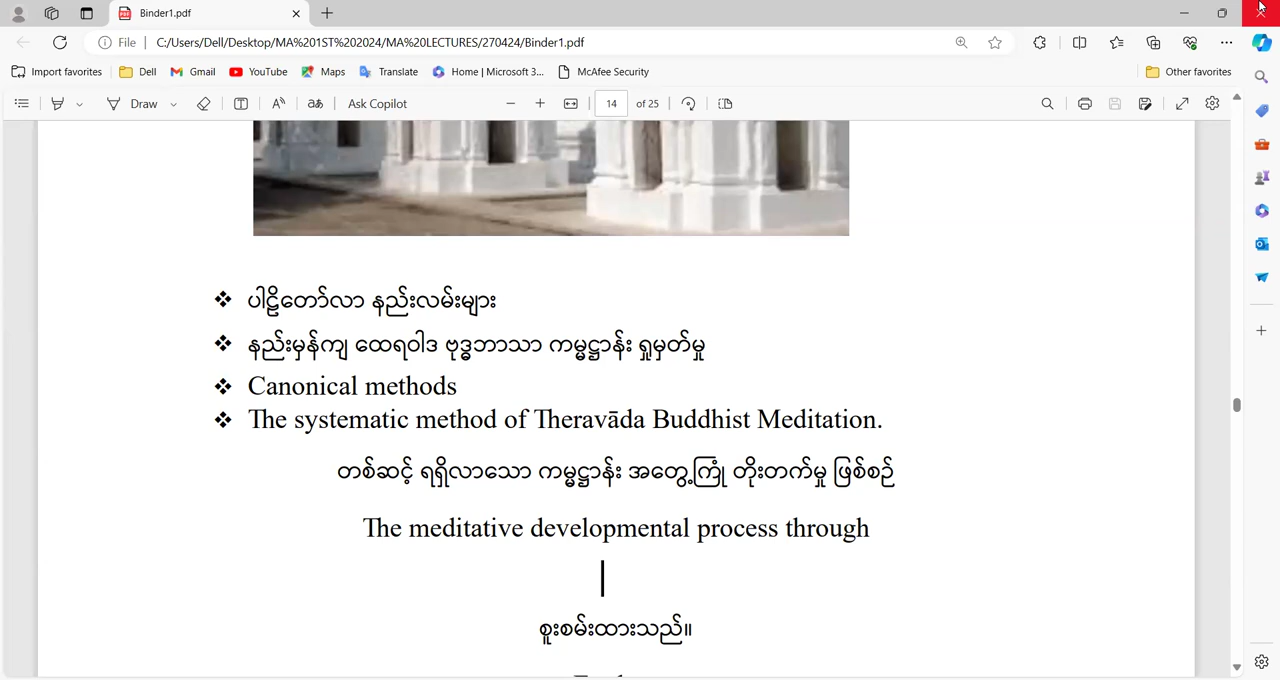 Binder1.pdf
File C:/Users/Dell/Desktop/MA%201ST%202024/MA%20LECTURES/270424/Binder1.pdf
Import favorites Dell Gmail YouTube Maps Translate Home | Microsoft 3... McAfee Security Other favorites
Draw Ask Copilot 14 of 25
❖ ပါဠိတော်လာ နည်းလမ်းများ
❖ နည်းမှန်ကျ ထေရဝါဒ ဗုဒ္ဓဘာသာ ကမ္မဋ္ဌာန်း ရှုမှတ်မှု
❖ Canonical methods
❖ The systematic method of Theravāda Buddhist Meditation.
တစ်ဆင့် ရရှိလာသော ကမ္မဋ္ဌာန်း အတွေ့ကြုံ တိုးတက်မှု ဖြစ်စဉ်
The meditative developmental process through
စူးစမ်းထားသည်။